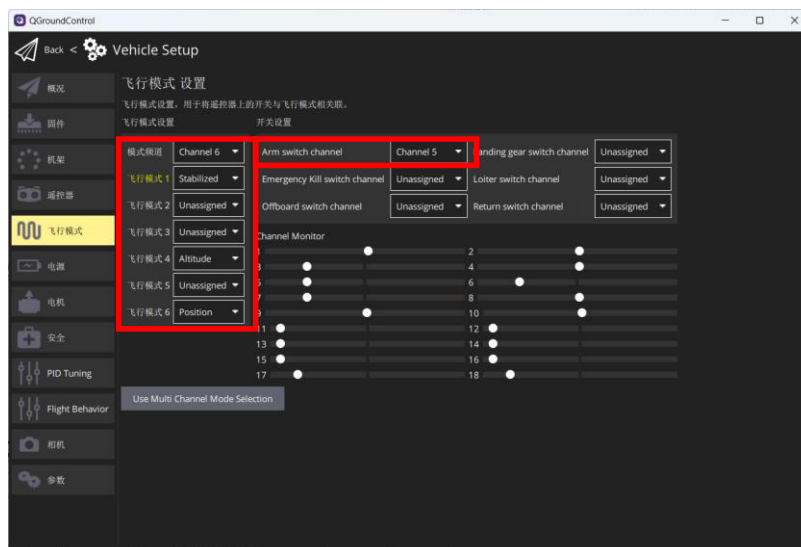 QGroundControl
Back < Vehicle Setup
概况
固件
机架
遥控器
飞行模式
电源
电机
安全
PID Tuning
Flight Behavior
相机
参数
飞行模式 设置
飞行模式设置，用于将遥控器上的开关与飞行模式相关联。
飞行模式设置
模式频道 Channel 6
飞行模式 1 Stabilized
飞行模式 2 Unassigned
飞行模式 3 Unassigned
飞行模式 4 Altitude
飞行模式 5 Unassigned
飞行模式 6 Position
开关设置
Arm switch channel Channel 5 anding gear switch channel Unassigned
Emergency Kill switch channel Unassigned Loiter switch channel Unassigned
Offboard switch channel Unassigned Return switch channel Unassigned
Channel Monitor
1 2
3 4
5 6
7 8
9 10
11 12
13 14
15 16
17 18
Use Multi Channel Mode Selection